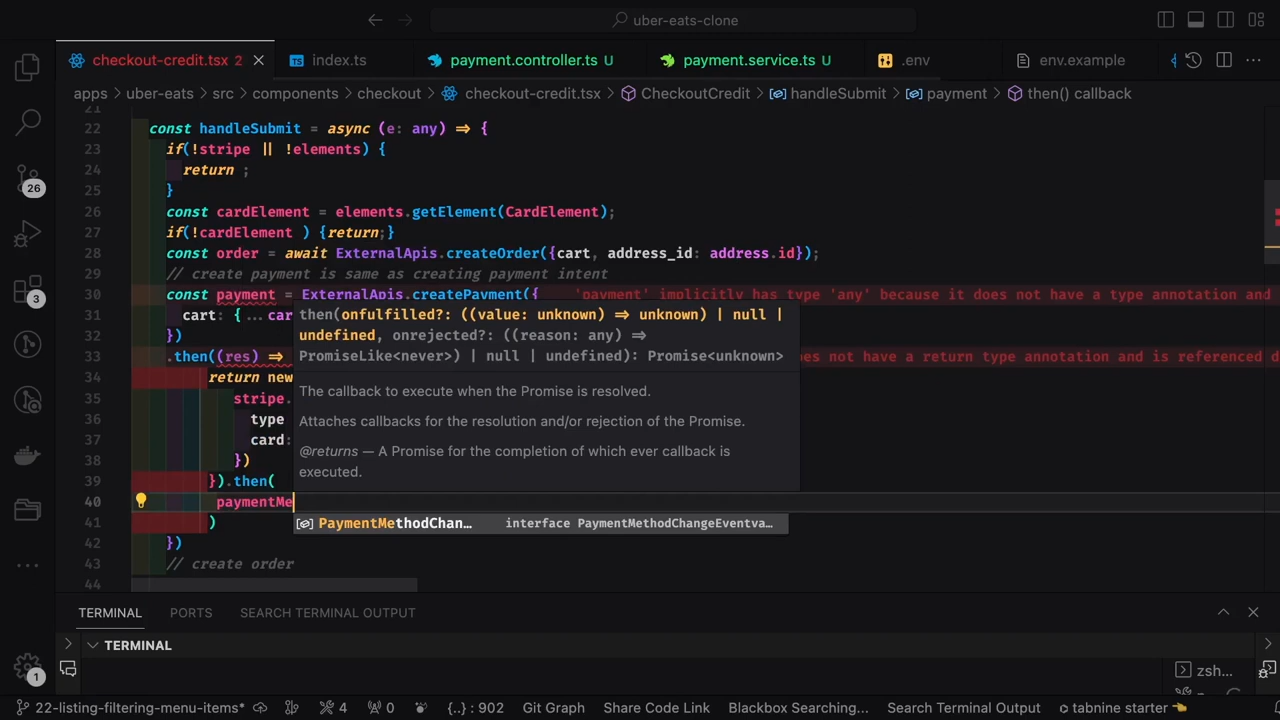 uber-eats-clone
checkout-credit.tsx 2
index.ts
payment.controller.ts U
payment.service.ts U
.env
env.example
apps > uber-eats > src > components > checkout > checkout-credit.tsx > CheckoutCredit > handleSubmit > payment > then() callback
21
22 const handleSubmit = async (e: any) => {
23 if(!stripe || !elements) {
24 return ;
25 }
26 const cardElement = elements.getElement(CardElement);
27 if(!cardElement ) {return;}
28 const order = await ExternalApis.createOrder({cart, address_id: address.id});
29 // create payment is same as creating payment intent
30 const payment = ExternalApis.createPayment({ 'payment' implicitly has type 'any' because it does not have a type annotation and
31 cart: { ...car
32 })
33 .then((res) => oes not have a return type annotation and is referenced d
34 return new
35 stripe.
36 type
37 card:
38 })
39 }).then(
40 paymentMe
41 )
42 })
43 // create order
44
then(onfulfilled?: ((value: unknown) => unknown) | null |
undefined, onrejected?: ((reason: any) =>
PromiseLike<never>) | null | undefined): Promise<unknown>
The callback to execute when the Promise is resolved.
Attaches callbacks for the resolution and/or rejection of the Promise.
@returns — A Promise for the completion of which ever callback is
executed.
PaymentMethodChan... interface PaymentMethodChangeEventva...
26
3
1
TERMINAL PORTS SEARCH TERMINAL OUTPUT
TERMINAL
zsh...
22-listing-filtering-menu-items* 4 0 {..} : 902 Git Graph Share Code Link Blackbox Searching... Search Terminal Output tabnine starter